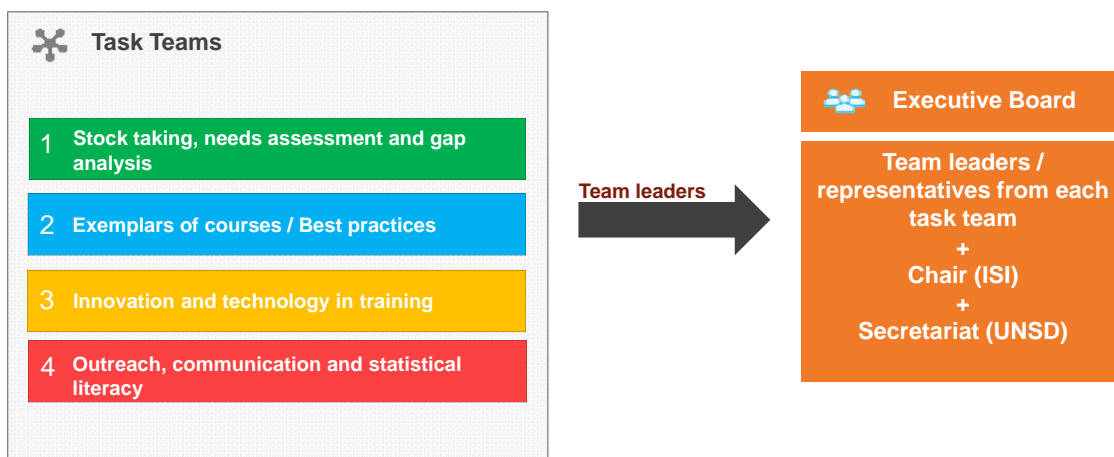 Task Teams
1
Stock taking, needs assessment and gap
analysis
2
Exemplars of courses / Best practices
3
Innovation and technology in training
4
Outreach, communication and statistical
literacy
Team leaders
Executive Board
Team leaders /
representatives from each
task team
+
Chair (ISI)
+
Secretariat (UNSD)